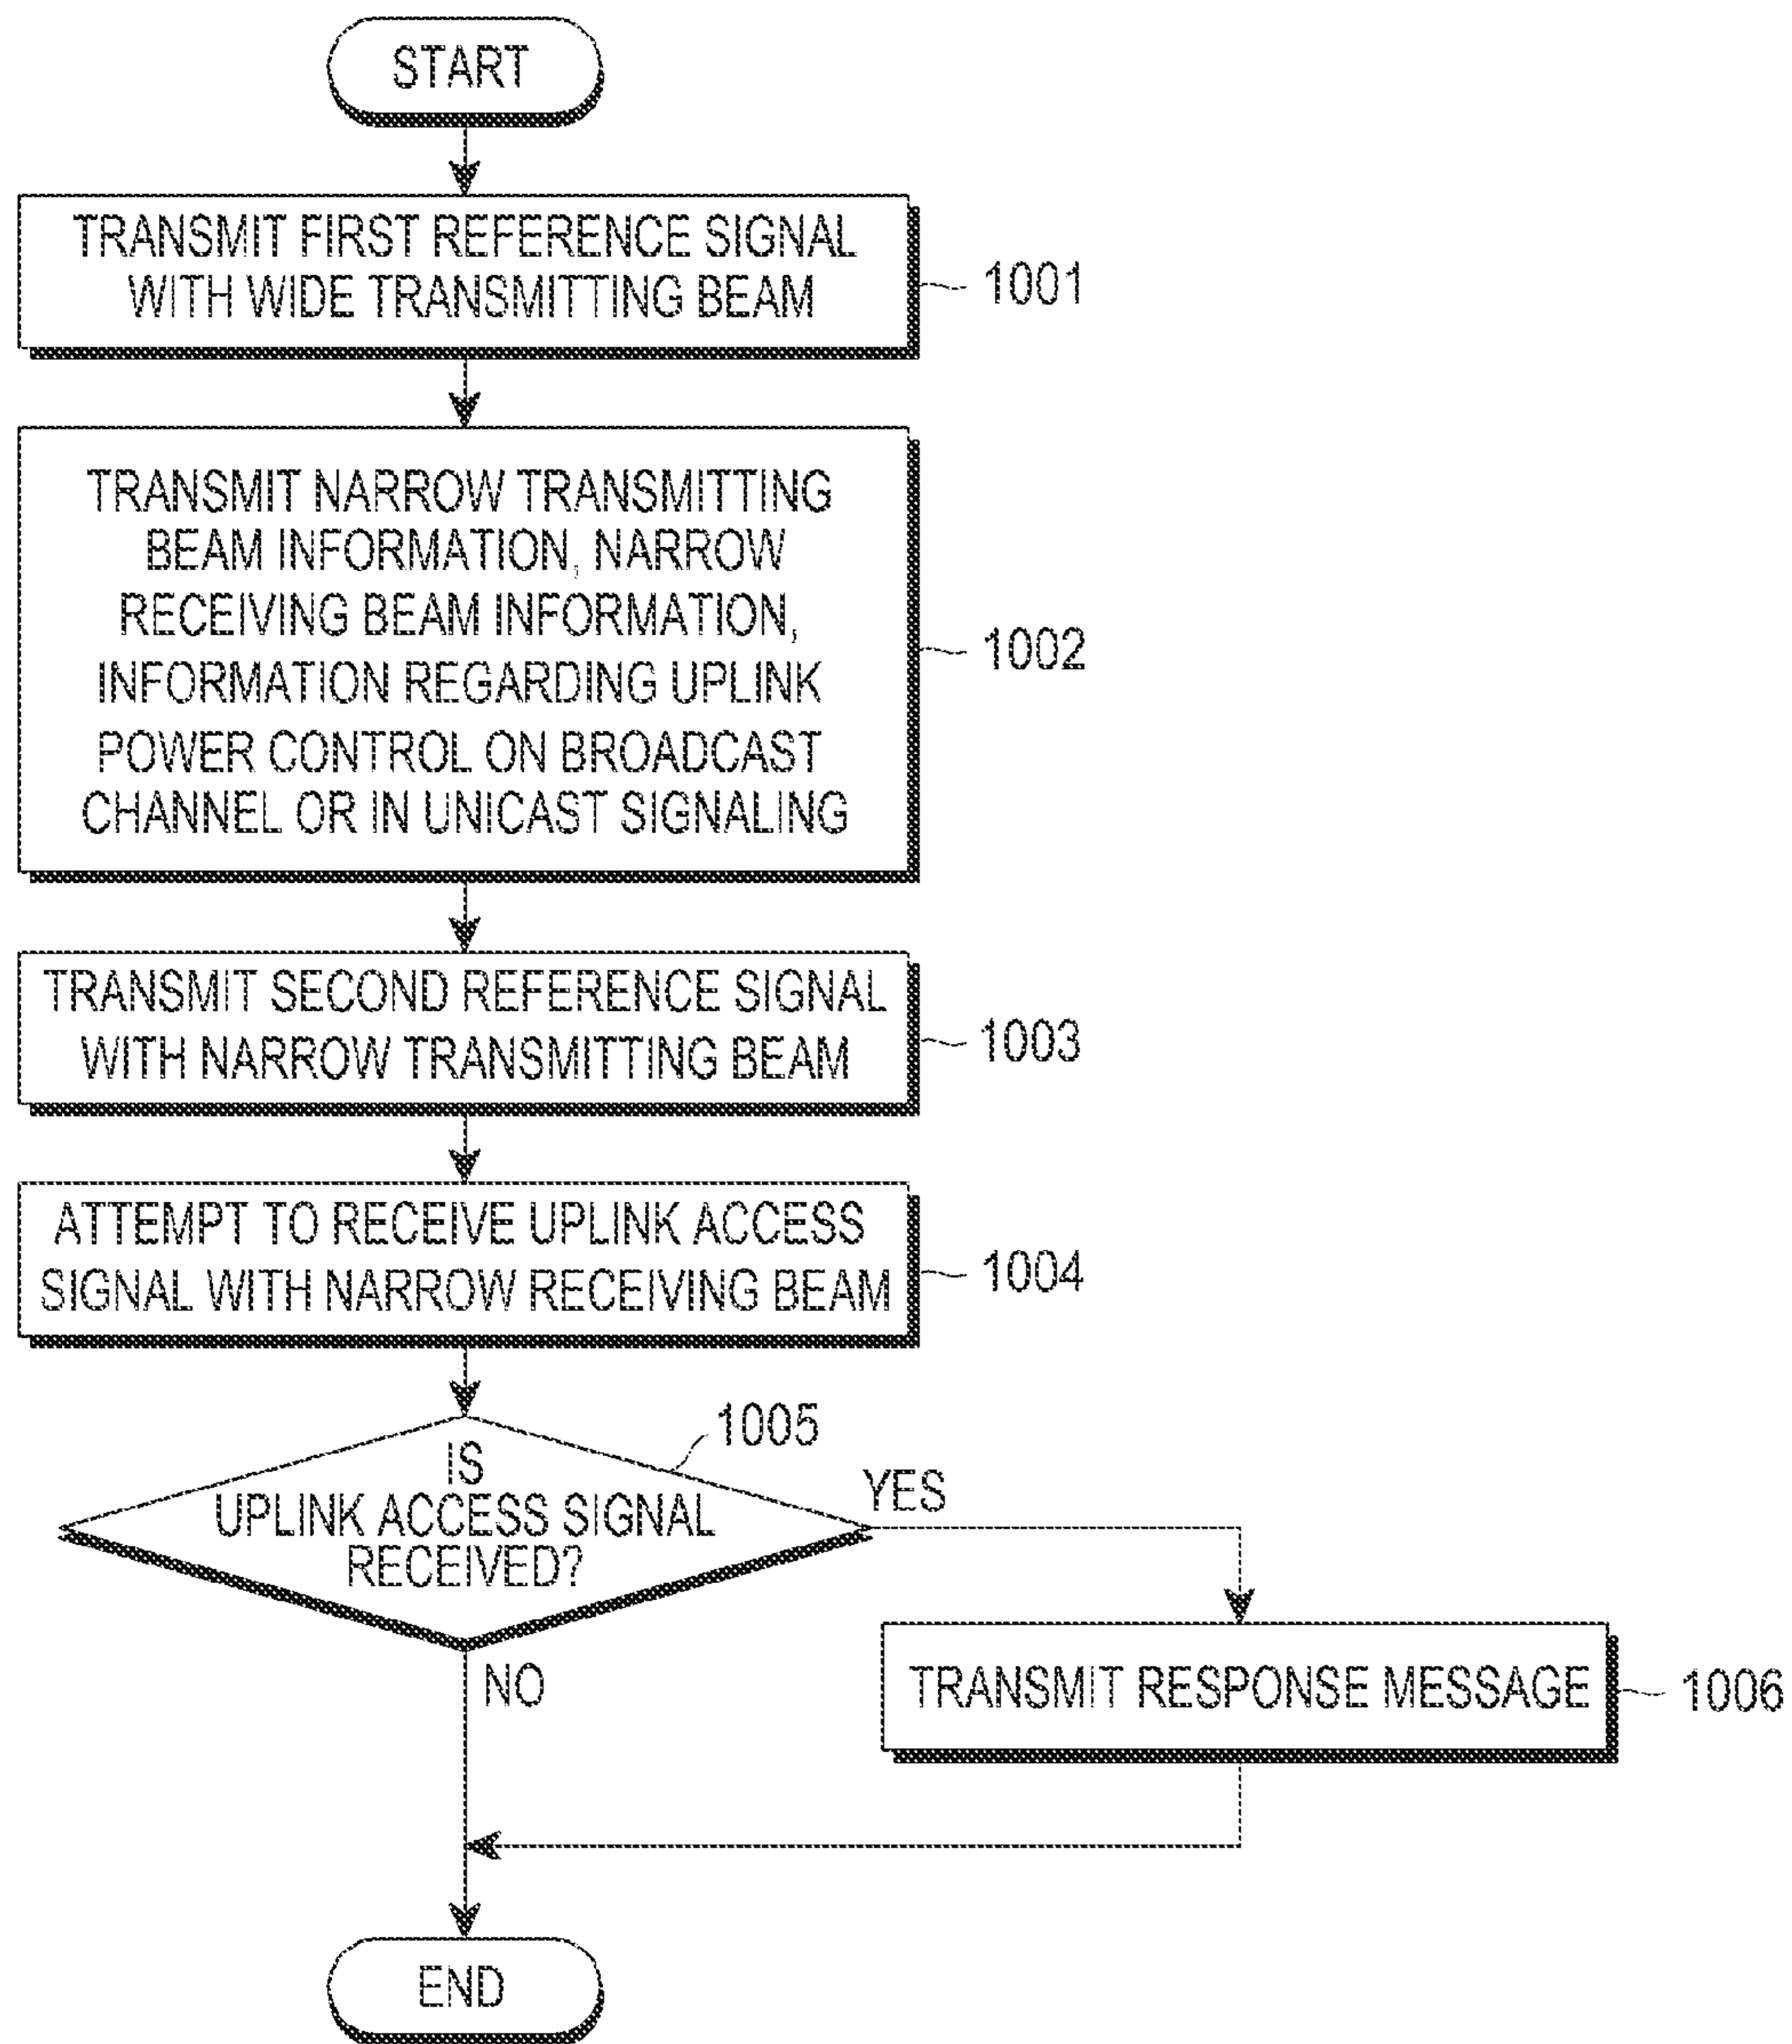 START
TRANSMIT FIRST REFERENCE SIGNAL
WITH WIDE TRANSMITTING BEAM
1001
TRANSMIT NARROW TRANSMITTING
BEAM INFORMATION, NARROW
RECEIVING BEAM INFORMATION,
INFORMATION REGARDING UPLINK
POWER CONTROL ON BROADCAST
CHANNEL OR IN UNICAST SIGNALING
1002
TRANSMIT SECOND REFERENCE SIGNAL
WITH NARROW TRANSMITTING BEAM
1003
ATTEMPT TO RECEIVE UPLINK ACCESS
SIGNAL WITH NARROW RECEIVING BEAM
1004
1005
IS
UPLINK ACCESS SIGNAL
RECEIVED?
YES
NO
TRANSMIT RESPONSE MESSAGE
1006
END